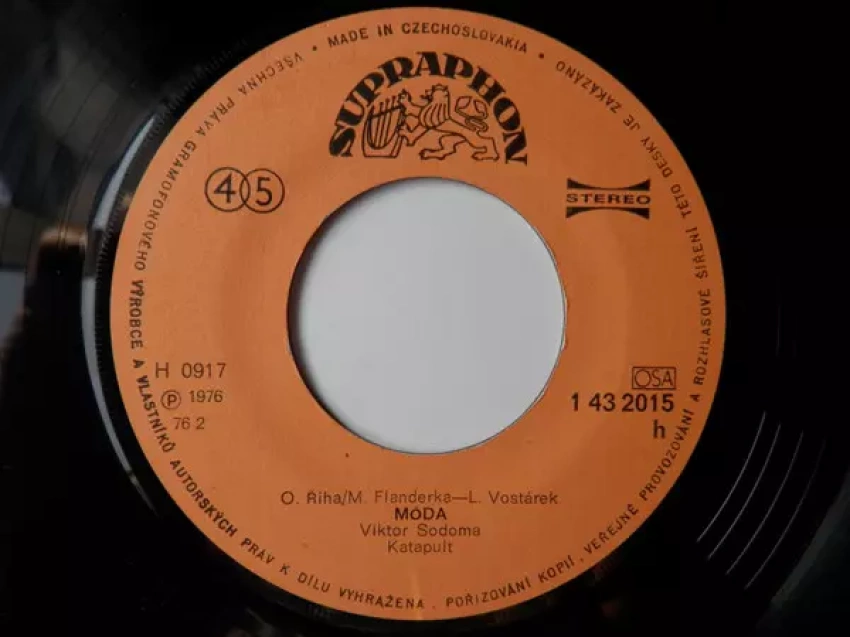 VŠECHNA PRÁVA GRAMOFONOVÉHO VÝROBCE A VLASTNÍKŮ AUTORSKÝCH PRÁV K DÍLU VYHRAŽENA. POŘIZOVÁNÍ KOPIÍ, VEŘEJNÉ PROVOZOVÁNÍ A ROZHLASOVÉ ŠÍŘENÍ TÉTO DESKY JE ZAKÁZÁNO
• MADE IN CZECHOSLOVAKIA •
SUPRAPHON
45
STEREO
H 0917
Ⓟ 1976
76 2
OSA
1 43 2015
h
O. Říha/M. Flanderka—L. Vostárek
MÓDA
Viktor Sodoma
Katapult